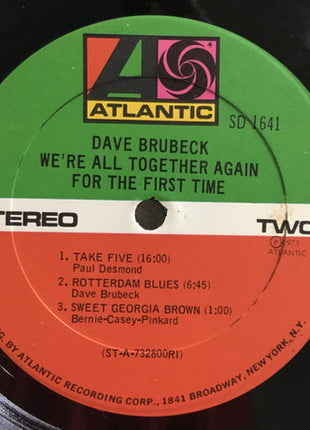 ATLANTIC
SD 1641
DAVE BRUBECK
WE'RE ALL TOGETHER AGAIN
FOR THE FIRST TIME
TEREO
TWO
℗ 1973
ATLANTIC
1. TAKE FIVE (16:00)
Paul Desmond
2. ROTTERDAM BLUES (6:45)
Dave Brubeck
3. SWEET GEORGIA BROWN (1:00)
Bernie-Casey-Pinkard
(ST-A-732800RI)
BY ATLANTIC RECORDING CORP., 1841 BROADWAY, NEW YORK, N.Y.